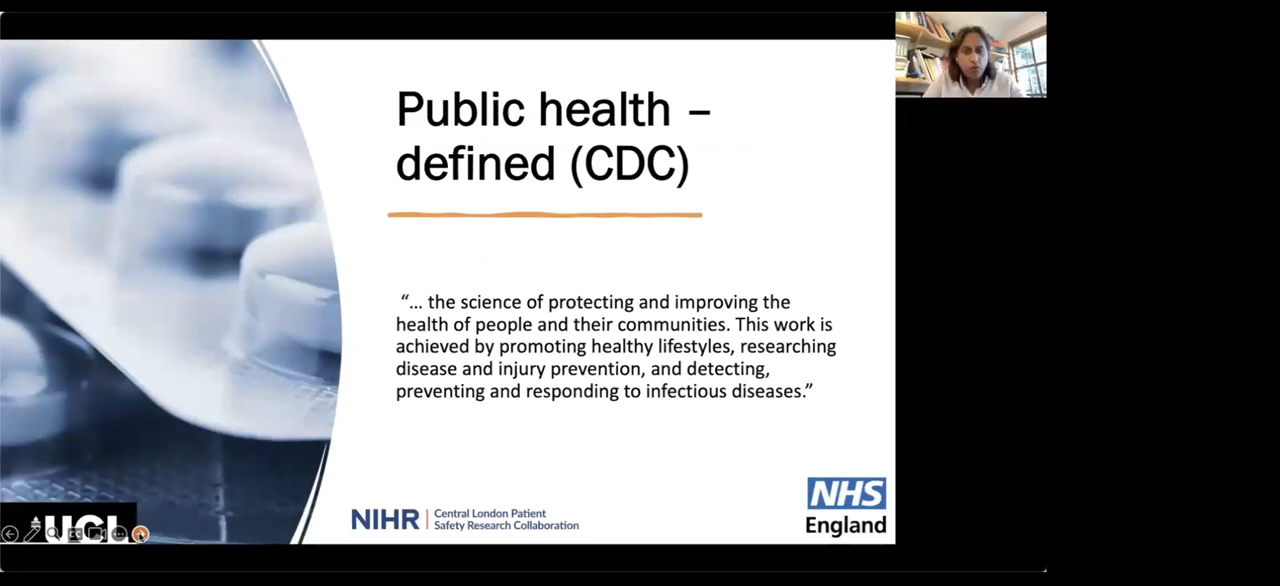 Public health –
defined (CDC)
“... the science of protecting and improving the
health of people and their communities. This work is
achieved by promoting healthy lifestyles, researching
disease and injury prevention, and detecting,
preventing and responding to infectious diseases.”
UCL
NIHR | Central London Patient
Safety Research Collaboration
NHS
England